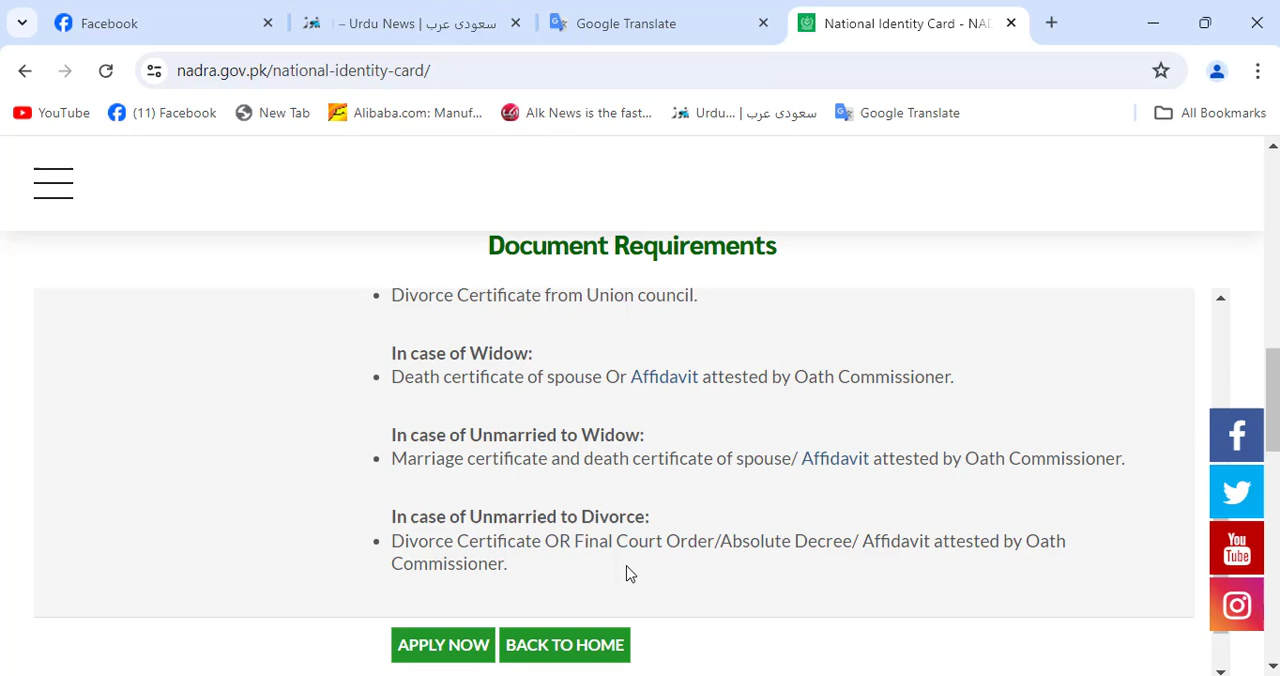 Facebook
– Urdu News | سعودی عرب
Google Translate
National Identity Card - NAD
nadra.gov.pk/national-identity-card/
YouTube
(11) Facebook
New Tab
Alibaba.com: Manuf...
Alk News is the fast...
Urdu... | سعودی عرب
Google Translate
All Bookmarks
Document Requirements
• Divorce Certificate from Union council.
In case of Widow:
• Death certificate of spouse Or Affidavit attested by Oath Commissioner.
In case of Unmarried to Widow:
• Marriage certificate and death certificate of spouse/ Affidavit attested by Oath Commissioner.
In case of Unmarried to Divorce:
• Divorce Certificate OR Final Court Order/Absolute Decree/ Affidavit attested by Oath
Commissioner.
APPLY NOW
BACK TO HOME
You
Tube